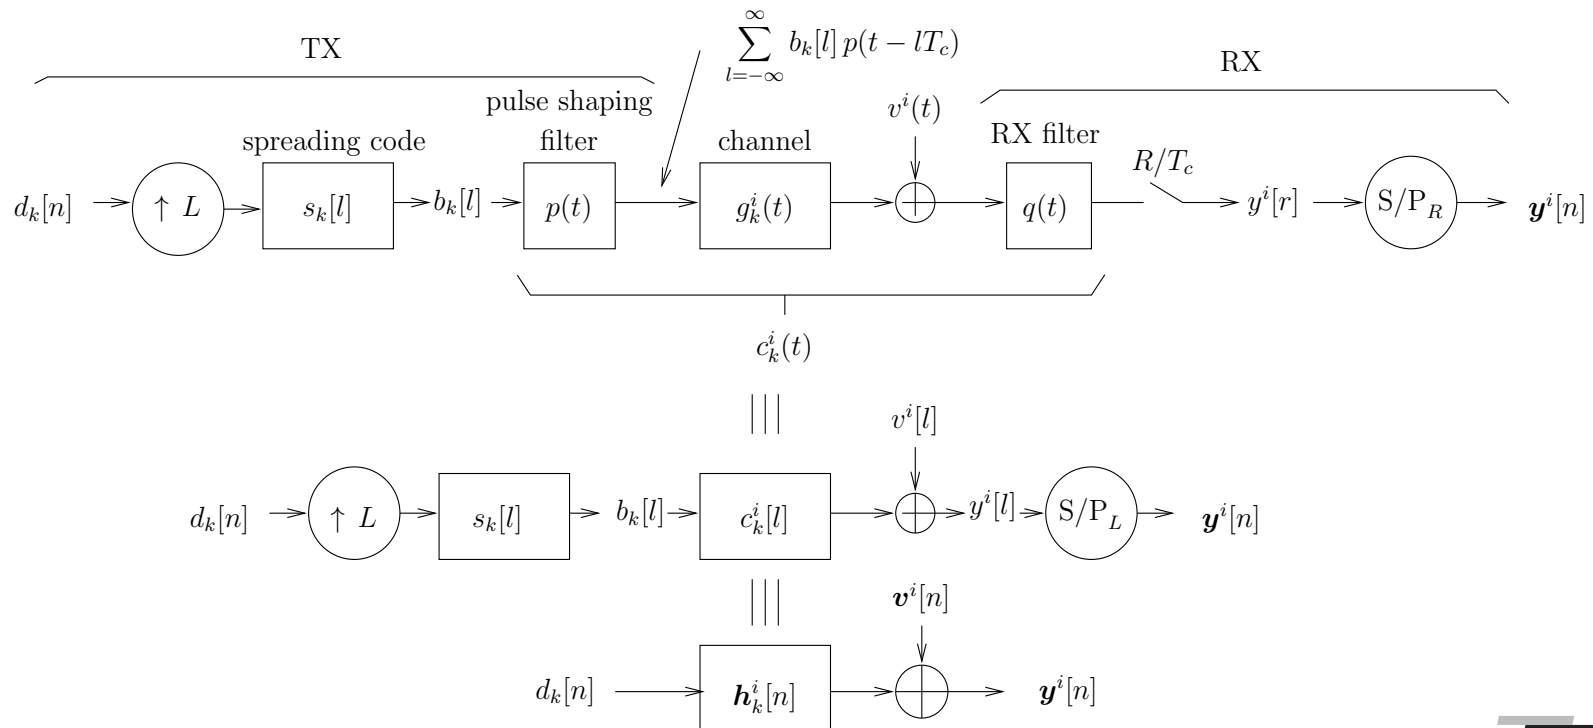 TX
∑_{l=-∞}^{∞} b_k[l] p(t − lT_c)
RX
pulse shaping
filter
spreading code
channel
v^i(t)
RX filter
R/T_c
d_k[n]
↑ L
s_k[l]
b_k[l]
p(t)
g_k^i(t)
q(t)
y^i[r]
S/P_R
y^i[n]
c_k^i(t)
v^i[l]
d_k[n]
↑ L
s_k[l]
b_k[l]
c_k^i[l]
y^i[l]
S/P_L
y^i[n]
v^i[n]
d_k[n]
h_k^i[n]
y^i[n]